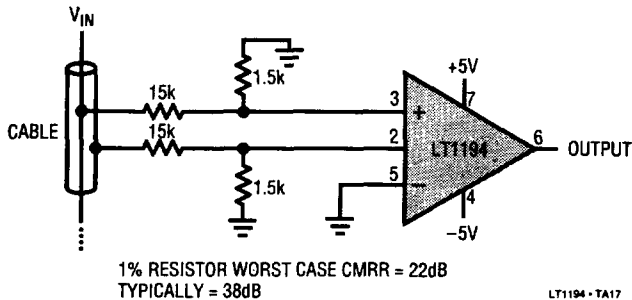 VIN
1.5k
15k
+5V
3
7
+
CABLE
15k
2
LT1194
6
OUTPUT
5
−
1.5k
4
−5V
1% RESISTOR WORST CASE CMRR = 22dB
TYPICALLY = 38dB
LT1194 • TA17